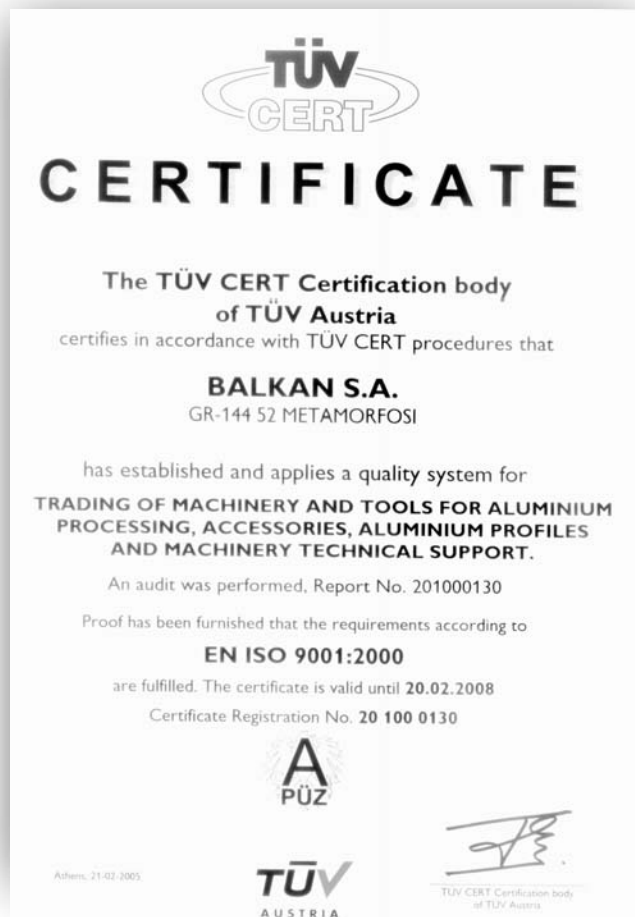 TÜV
CERT
CERTIFICATE
The TÜV CERT Certification body
of TÜV Austria
certifies in accordance with TÜV CERT procedures that
BALKAN S.A.
GR-144 52 METAMORFOSI
has established and applies a quality system for
TRADING OF MACHINERY AND TOOLS FOR ALUMINIUM
PROCESSING, ACCESSORIES, ALUMINIUM PROFILES
AND MACHINERY TECHNICAL SUPPORT.
An audit was performed, Report No. 201000130
Proof has been furnished that the requirements according to
EN ISO 9001:2000
are fulfilled. The certificate is valid until 20.02.2008
Certificate Registration No. 20 100 0130
A
PÜZ
Athens, 21-02-2005
TÜV
AUSTRIA
TÜV CERT Certification body
of TÜV Austria